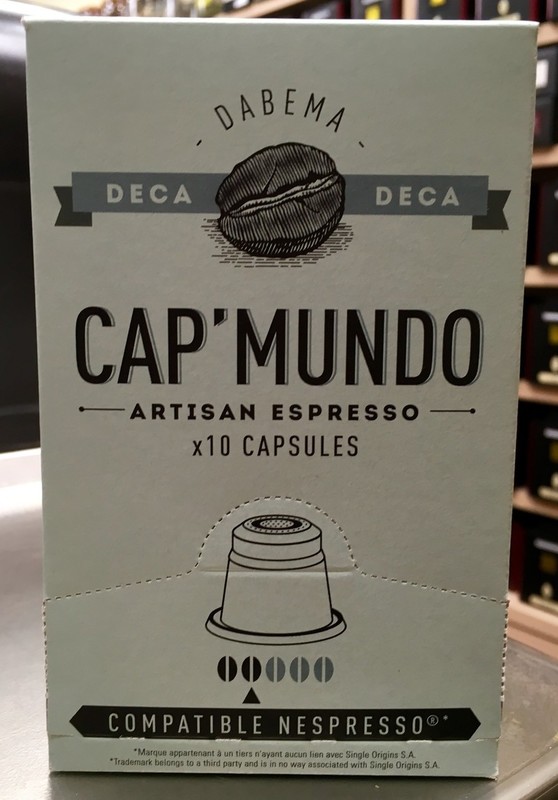 - DABEMA -
DECA DECA
CAP'MUNDO
ARTISAN ESPRESSO
x10 CAPSULES
COMPATIBLE NESPRESSO®*
*Marque appartenant à un tiers n'ayant aucun lien avec Single Origins S.A.
*Trademark belongs to a third party and is in no way associated with Single Origins S.A.